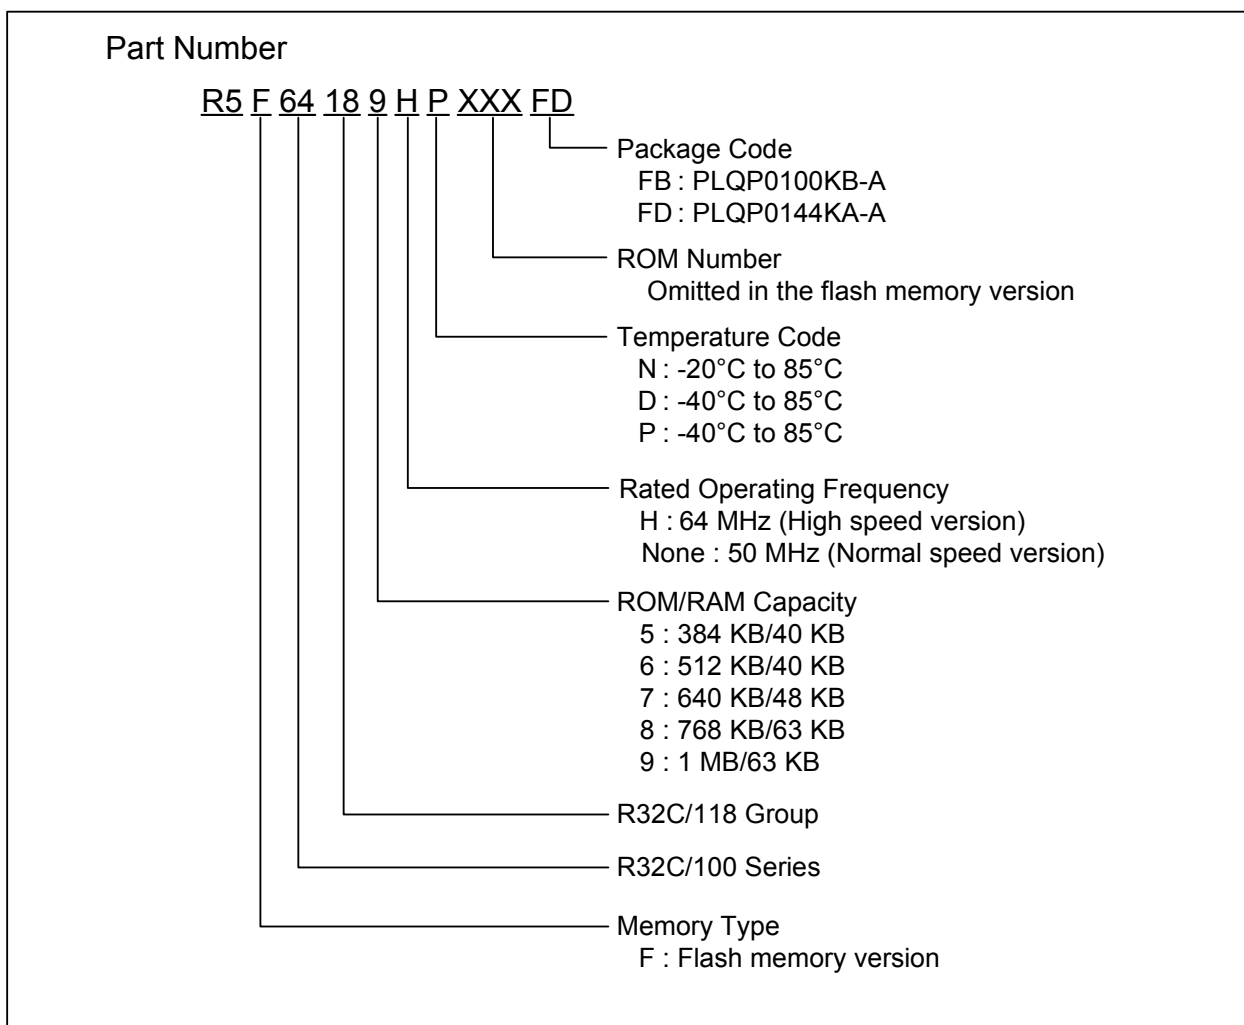 Part Number
R5 F 64 18 9 H P XXX FD
Package Code
FB : PLQP0100KB-A
FD : PLQP0144KA-A
ROM Number
Omitted in the flash memory version
Temperature Code
N : -20°C to 85°C
D : -40°C to 85°C
P : -40°C to 85°C
Rated Operating Frequency
H : 64 MHz (High speed version)
None : 50 MHz (Normal speed version)
ROM/RAM Capacity
5 : 384 KB/40 KB
6 : 512 KB/40 KB
7 : 640 KB/48 KB
8 : 768 KB/63 KB
9 : 1 MB/63 KB
R32C/118 Group
R32C/100 Series
Memory Type
F : Flash memory version